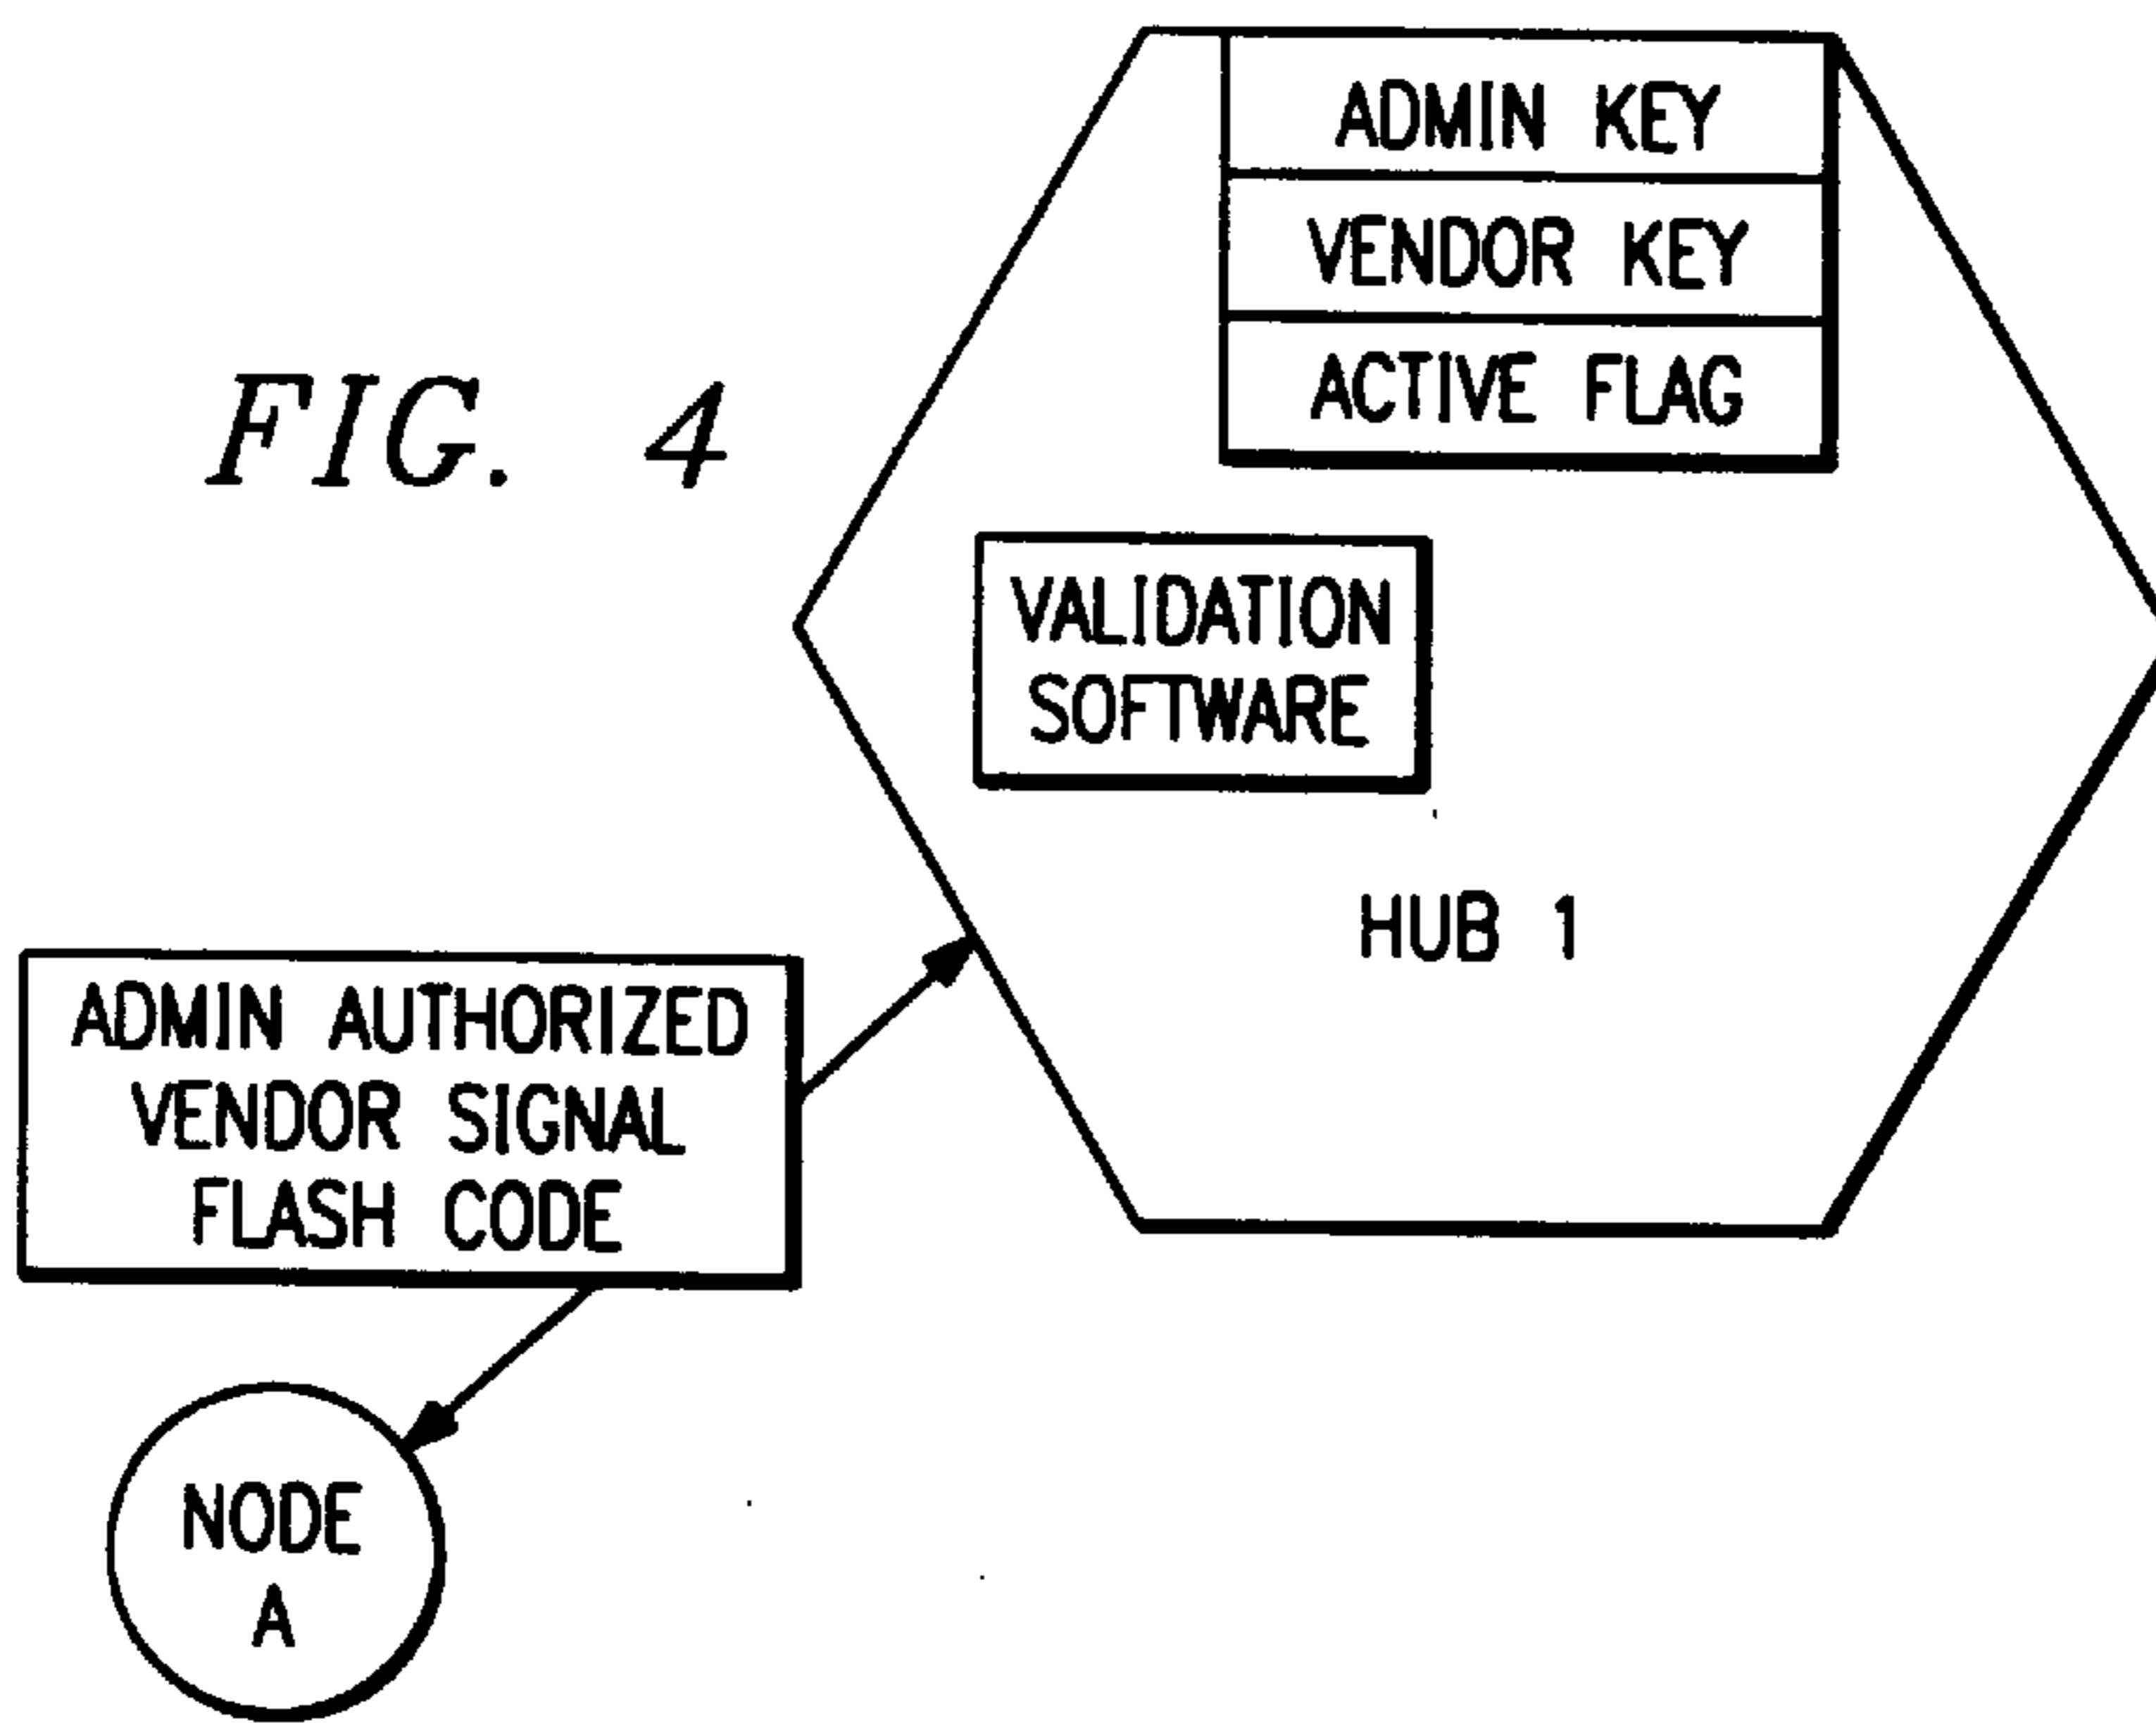 FIG. 4
ADMIN KEY
VENDOR KEY
ACTIVE FLAG
VALIDATION
SOFTWARE
HUB 1
ADMIN AUTHORIZED
VENDOR SIGNAL
FLASH CODE
NODE
A